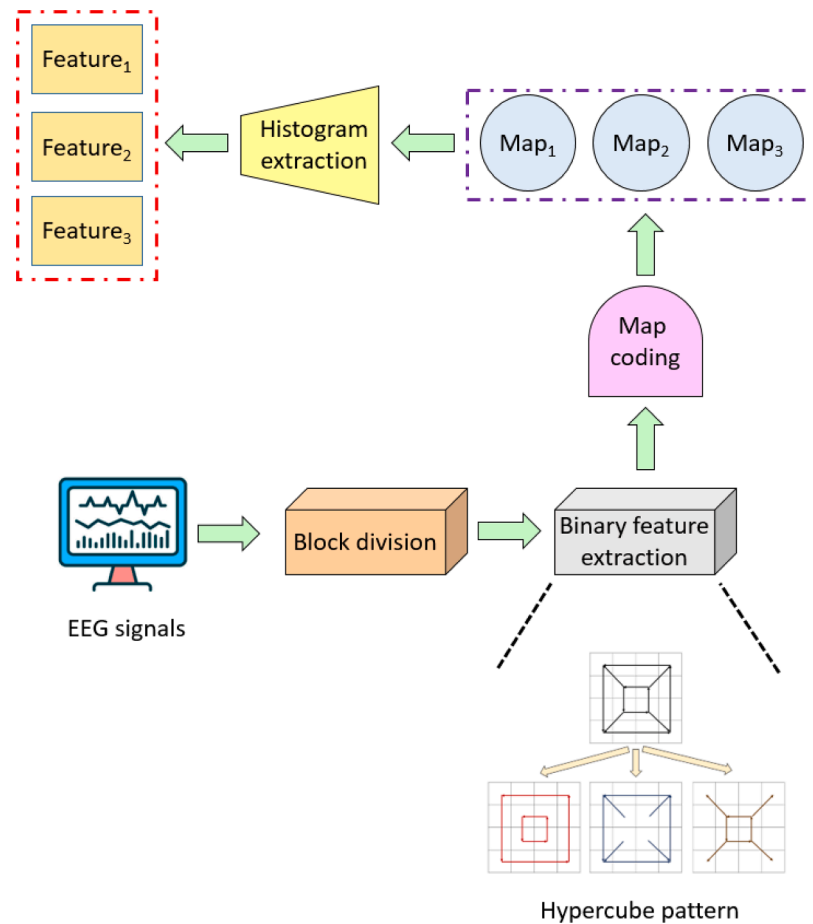 Feature₁
Feature₂
Feature₃
Histogram
extraction
Map₁ Map₂ Map₃
Map
coding
EEG signals
Block division
Binary feature
extraction
Hypercube pattern